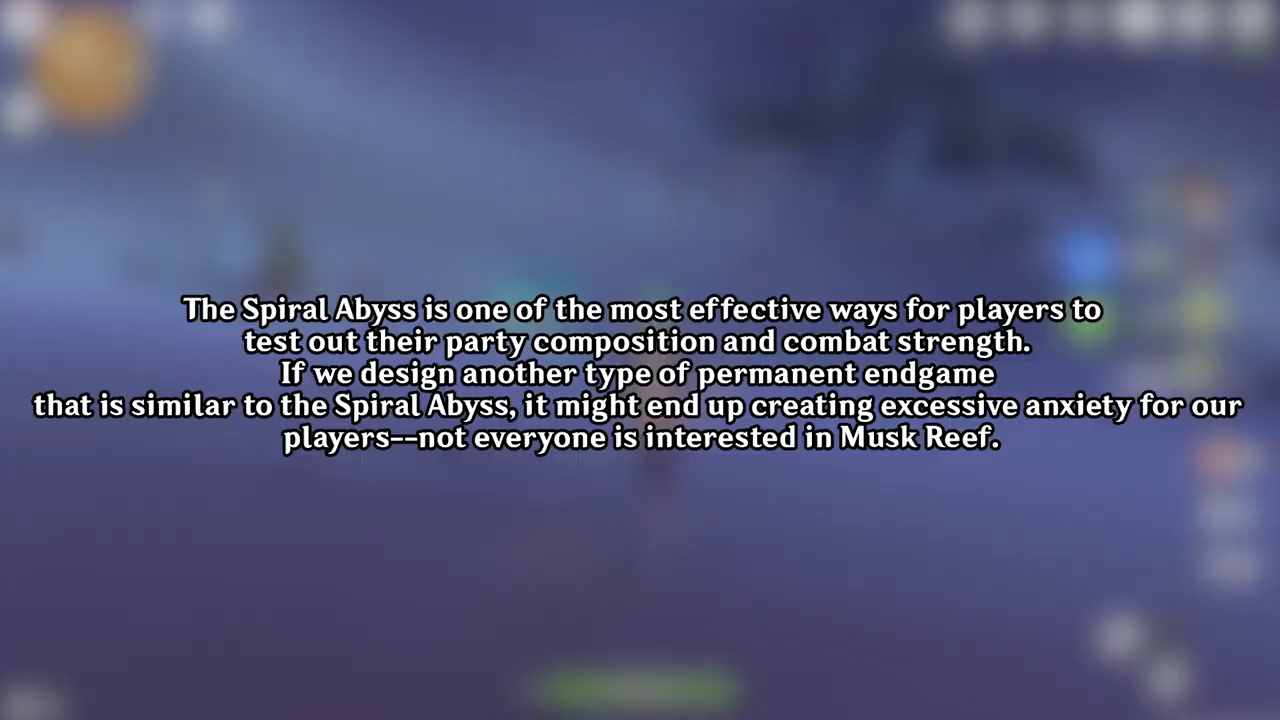 The Spiral Abyss is one of the most effective ways for players to
test out their party composition and combat strength.
If we design another type of permanent endgame
that is similar to the Spiral Abyss, it might end up creating excessive anxiety for our
players--not everyone is interested in Musk Reef.